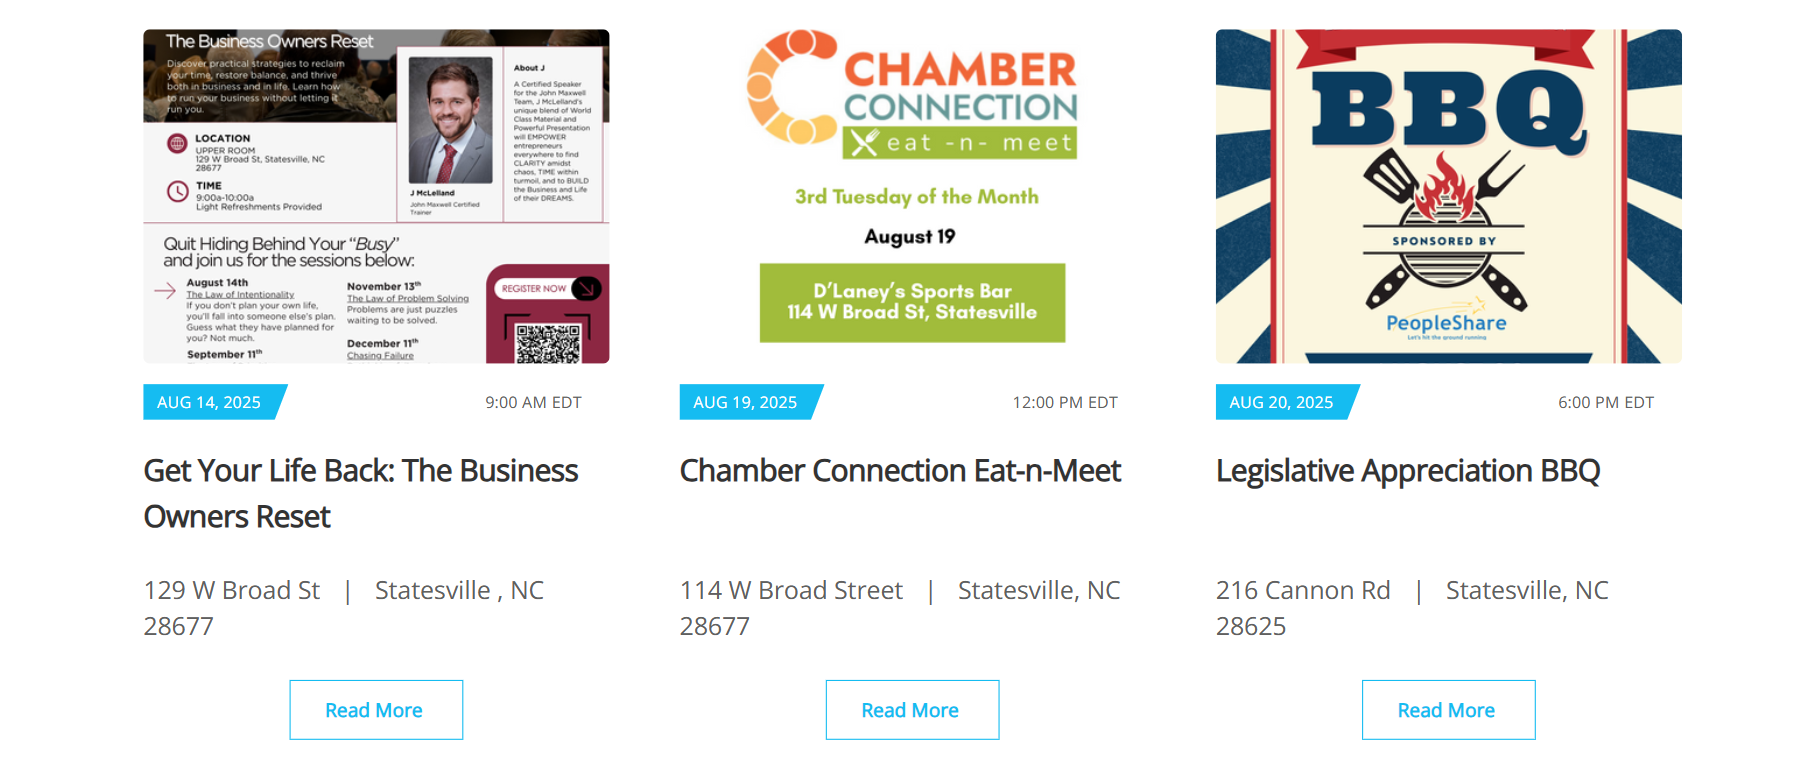 The Business Owners Reset
Discover practical strategies to reclaim
your time, restore balance, and thrive
both in business and in life. Learn how
to run your business without letting it
run you.
LOCATION
UPPER ROOM
129 W Broad St, Statesville, NC
28677
TIME
9:00a-10:00a
Light Refreshments Provided
J McLelland
John Maxwell Certified
Trainer
About J
A Certified Speaker
for the John Maxwell
Team, J McLelland's
unique blend of World
Class Material and
Powerful Presentation
will EMPOWER
entrepreneurs
everywhere to find
CLARITY amidst
chaos, TIME within
turmoil, and to BUILD
the Business and Life
of their DREAMS.
Quit Hiding Behind Your "Busy"
and join us for the sessions below:
August 14th
The Law of Intentionality
If you don't plan your own life,
you'll fall into someone else's plan.
Guess what they have planned for
you? Not much.
September 11th
November 13th
The Law of Problem Solving
Problems are just puzzles
waiting to be solved.
December 11th
Chasing Failure
REGISTER NOW
AUG 14, 2025
9:00 AM EDT
Get Your Life Back: The Business
Owners Reset
129 W Broad St | Statesville , NC
28677
Read More
CHAMBER
CONNECTION
eat -n- meet
3rd Tuesday of the Month
August 19
D'Laney's Sports Bar
114 W Broad St, Statesville
AUG 19, 2025
12:00 PM EDT
Chamber Connection Eat-n-Meet
114 W Broad Street | Statesville, NC
28677
Read More
BBQ
SPONSORED BY
PeopleShare
Let's hit the ground running
AUG 20, 2025
6:00 PM EDT
Legislative Appreciation BBQ
216 Cannon Rd | Statesville, NC
28625
Read More